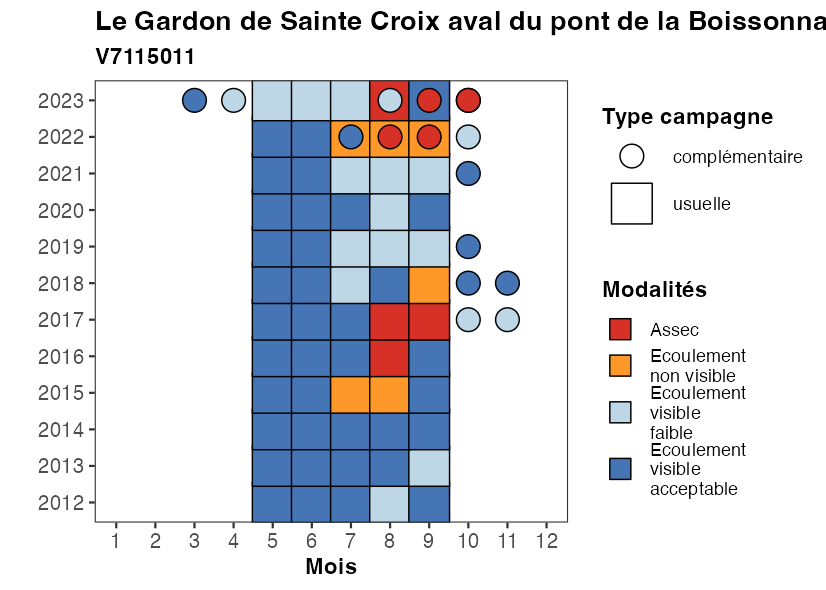 Le Gardon de Sainte Croix aval du pont de la Boissonna
V7115011
2023
2022
2021
2020
2019
2018
2017
2016
2015
2014
2013
2012
1 2 3 4 5 6 7 8 9 10 11 12
Mois
Type campagne
complémentaire
usuelle
Modalités
Assec
Ecoulement
non visible
Ecoulement
visible
faible
Ecoulement
visible
acceptable